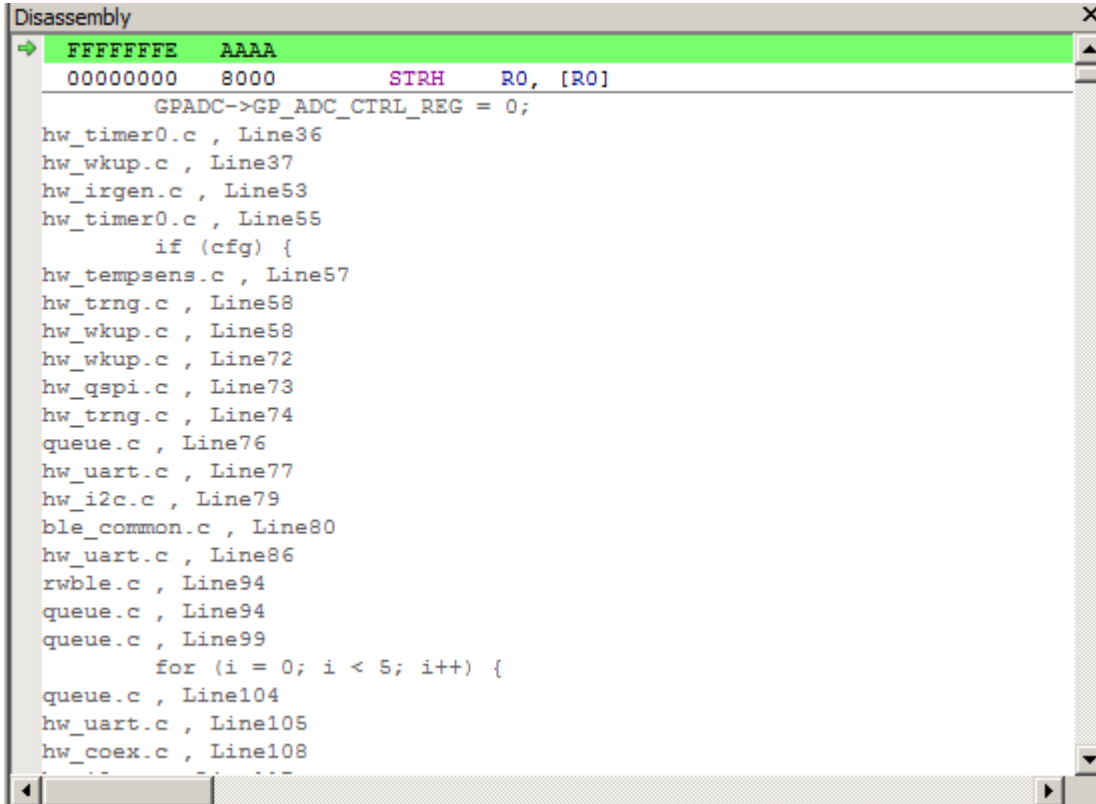 Disassembly
FFFFFFFE AAAA
00000000 8000 STRH R0, [R0]
GPADC->GP_ADC_CTRL_REG = 0;
hw_timer0.c , Line36
hw_wkup.c , Line37
hw_irgen.c , Line53
hw_timer0.c , Line55
if (cfg) {
hw_tempsens.c , Line57
hw_trng.c , Line58
hw_wkup.c , Line58
hw_wkup.c , Line72
hw_qspi.c , Line73
hw_trng.c , Line74
queue.c , Line76
hw_uart.c , Line77
hw_i2c.c , Line79
ble_common.c , Line80
hw_uart.c , Line86
rwble.c , Line94
queue.c , Line94
queue.c , Line99
for (i = 0; i < 5; i++) {
queue.c , Line104
hw_uart.c , Line105
hw_coex.c , Line108